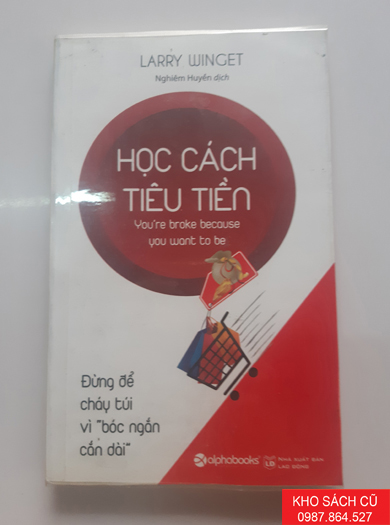 LARRY WINGET
Nghiêm Huyền dịch
HỌC CÁCH
TIÊU TIỀN
You're broke because
you want to be
Đừng để
cháy túi
vì "bóc ngắn
cắn dài"
alphabooks
NHÀ XUẤT BẢN
LAO ĐỘNG
KHO SÁCH CŨ
0987.864.527